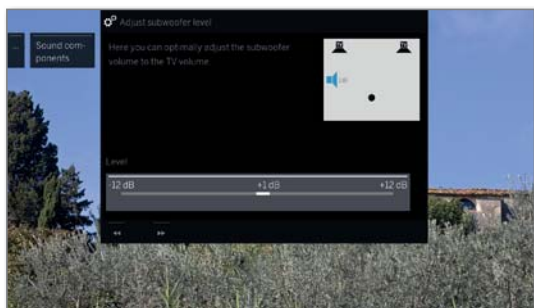 Adjust subwoofer level
... Sound com-
ponents
Here you can optimally adjust the subwoofer
volume to the TV volume.
Level
-12 dB +1 dB +12 dB